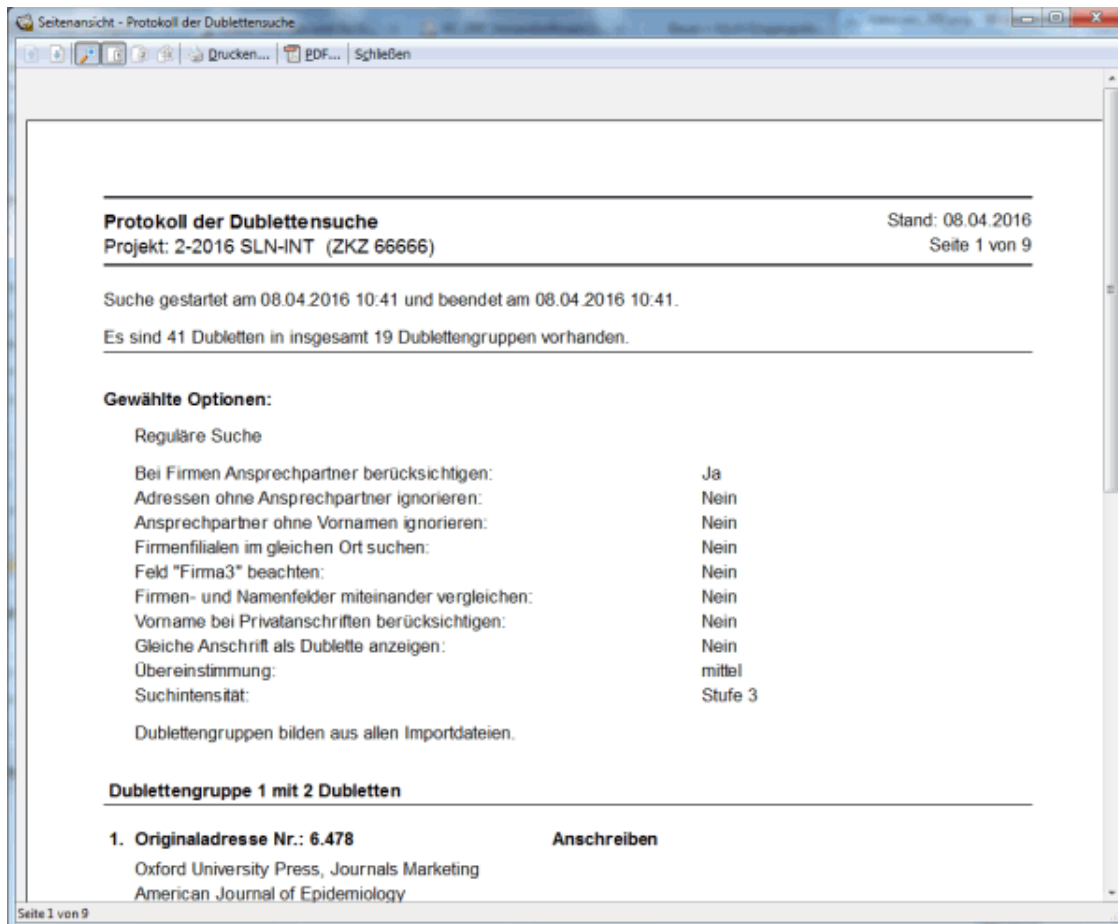 Seitenansicht - Protokoll der Dublettensuche
Drucken... PDF... Schließen
Protokoll der Dublettensuche Stand: 08.04.2016
Projekt: 2-2016 SLN-INT (ZKZ 66666) Seite 1 von 9
Suche gestartet am 08.04.2016 10:41 und beendet am 08.04.2016 10:41.
Es sind 41 Dubletten in insgesamt 19 Dublettengruppen vorhanden.
Gewählte Optionen:
Reguläre Suche
Bei Firmen Ansprechpartner berücksichtigen: Ja
Adressen ohne Ansprechpartner ignorieren: Nein
Ansprechpartner ohne Vornamen ignorieren: Nein
Firmenfilialen im gleichen Ort suchen: Nein
Feld "Firma3" beachten: Nein
Firmen- und Namenfelder miteinander vergleichen: Nein
Vorname bei Privatanschriften berücksichtigen: Nein
Gleiche Anschrift als Dublette anzeigen: Nein
Übereinstimmung: mittel
Suchintensität: Stufe 3
Dublettengruppen bilden aus allen Importdateien.
Dublettengruppe 1 mit 2 Dubletten
1. Originaladresse Nr.: 6.478 Anschreiben
Oxford University Press, Journals Marketing
American Journal of Epidemiology
Seite 1 von 9